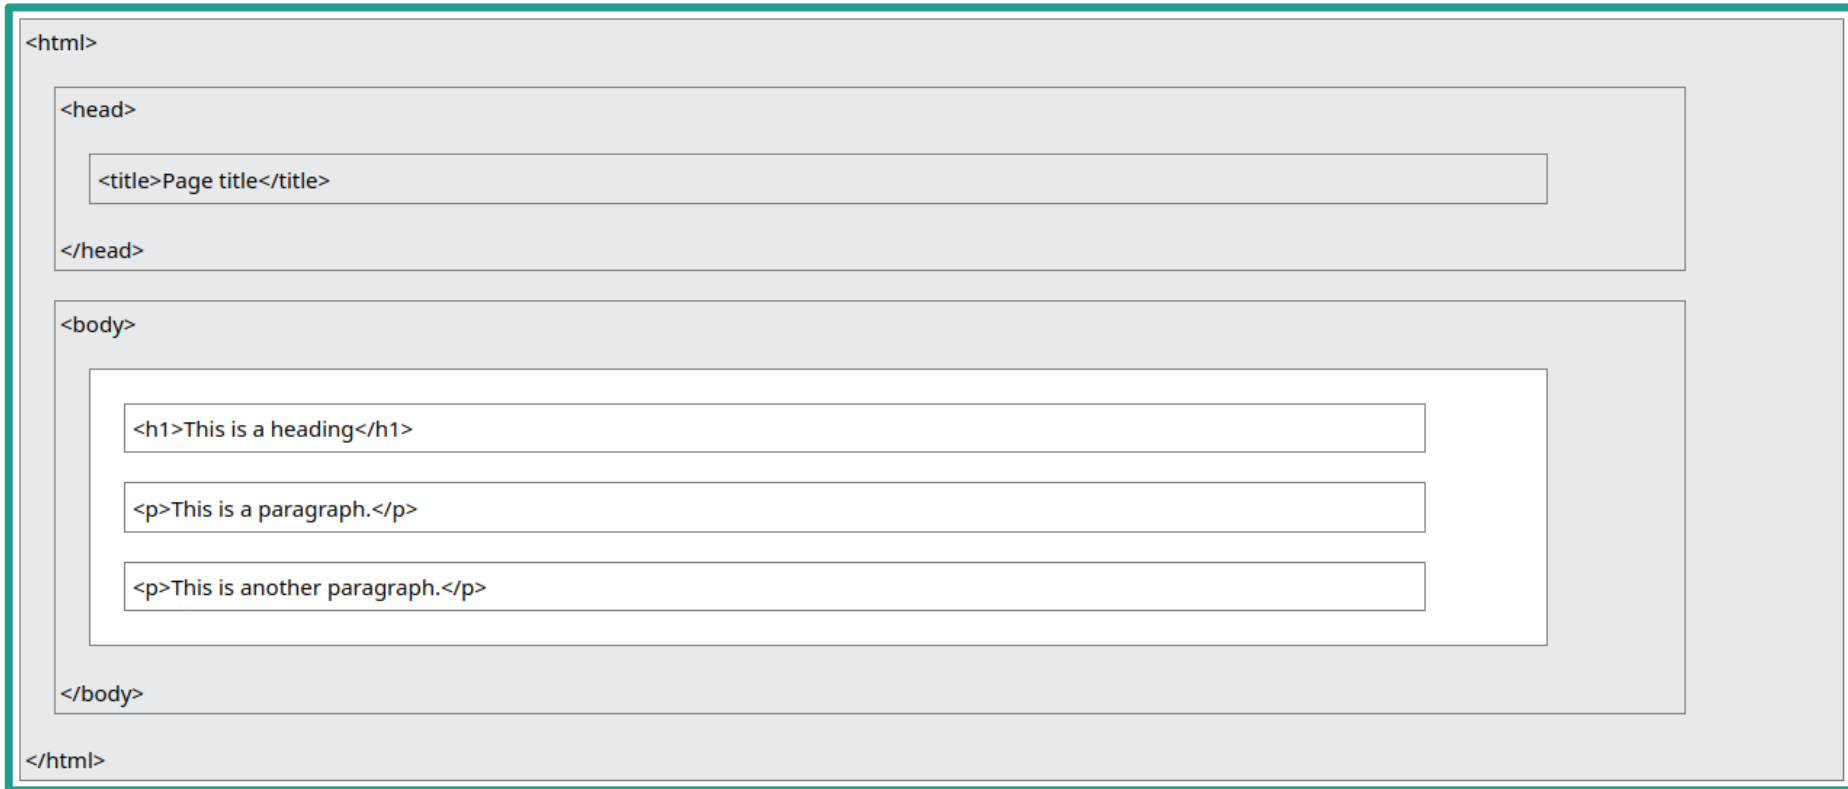 <html>
<head>
<title>Page title</title>
</head>
<body>
<h1>This is a heading</h1>
<p>This is a paragraph.</p>
<p>This is another paragraph.</p>
</body>
</html>